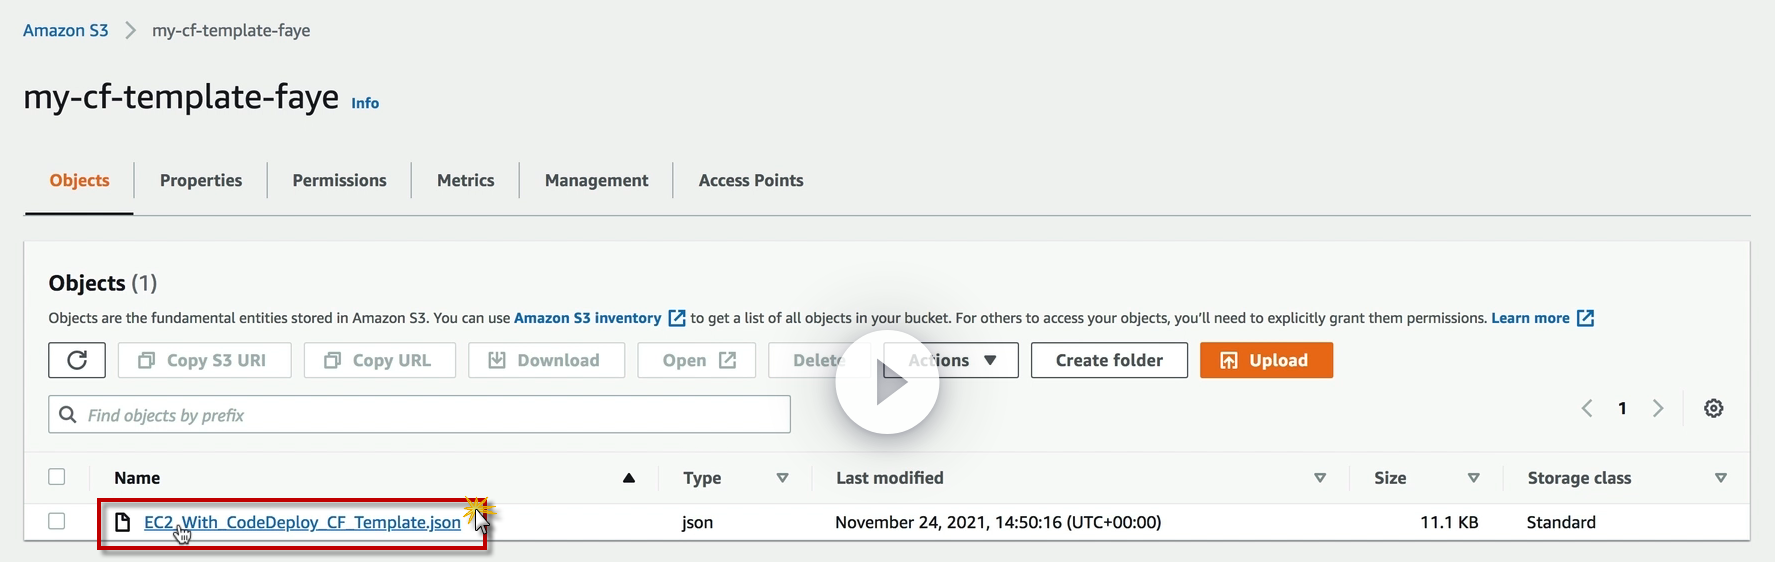 Amazon S3 > my-cf-template-faye
my-cf-template-faye Info
Objects Properties Permissions Metrics Management Access Points
Objects (1)
Objects are the fundamental entities stored in Amazon S3. You can use Amazon S3 inventory to get a list of all objects in your bucket. For others to access your objects, you'll need to explicitly grant them permissions. Learn more
Copy S3 URI Copy URL Download Open Delete Actions Create folder Upload
Find objects by prefix 1
Name Type Last modified Size Storage class
EC2_With_CodeDeploy_CF_Template.json json November 24, 2021, 14:50:16 (UTC+00:00) 11.1 KB Standard